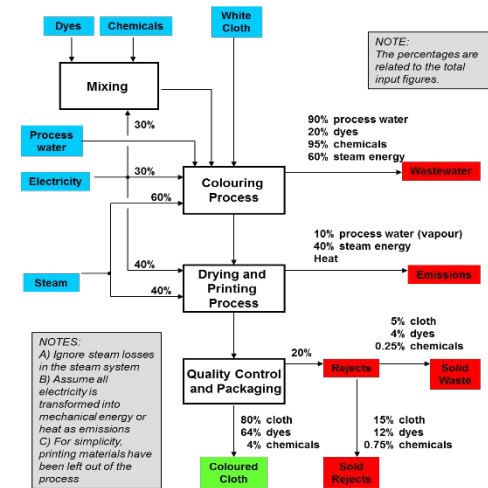 Dyes
Chemicals
White
Cloth
NOTE:
The percentages are
related to the total
input figures.
Mixing
30%
Process
water
90% process water
20% dyes
95% chemicals
60% steam energy
Electricity
30%
Colouring
Process
Wastewater
60%
10% process water (vapour)
40% steam energy
Heat
Steam
40%
40%
Drying and
Printing
Process
Emissions
NOTES:
A) Ignore steam losses
in the steam system
B) Assume all
electricity is
transformed into
mechanical energy or
heat as emissions
C) For simplicity,
printing materials have
been left out of the
process
Quality Control
and Packaging
20%
Rejects
5% cloth
4% dyes
0.25% chemicals
Solid
Waste
80% cloth
64% dyes
4% chemicals
15% cloth
12% dyes
0.75% chemicals
Coloured
Cloth
Sold
Rejects